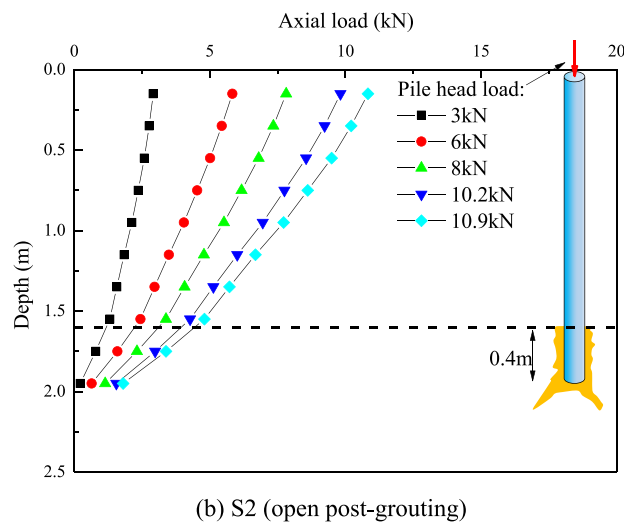 Axial load (kN)
0 5 10 15 20
0.0
0.5
1.0
1.5
2.0
2.5
Depth (m)
Pile head load:
3kN
6kN
8kN
10.2kN
10.9kN
0.4m
(b) S2 (open post-grouting)